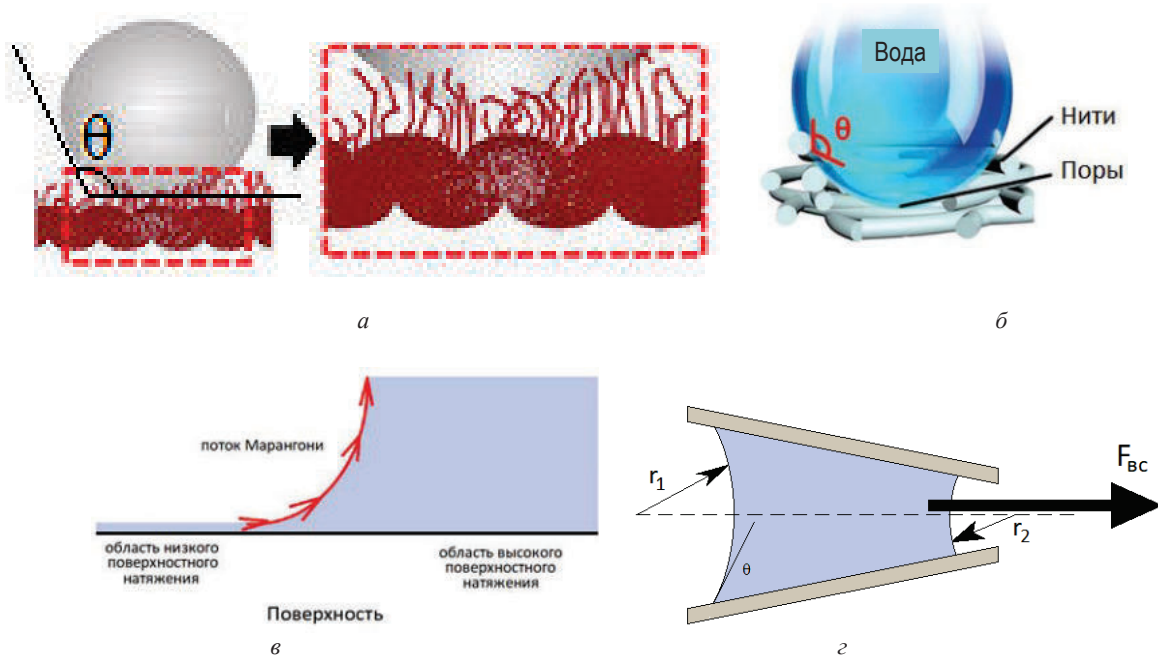 θ
а
Вода
θ
Нити
Поры
б
поток Марангони
область низкого
поверхностного
натяжения
область высокого
поверхностного
натяжения
Поверхность
в
r₁
θ
r₂
Fвс
г